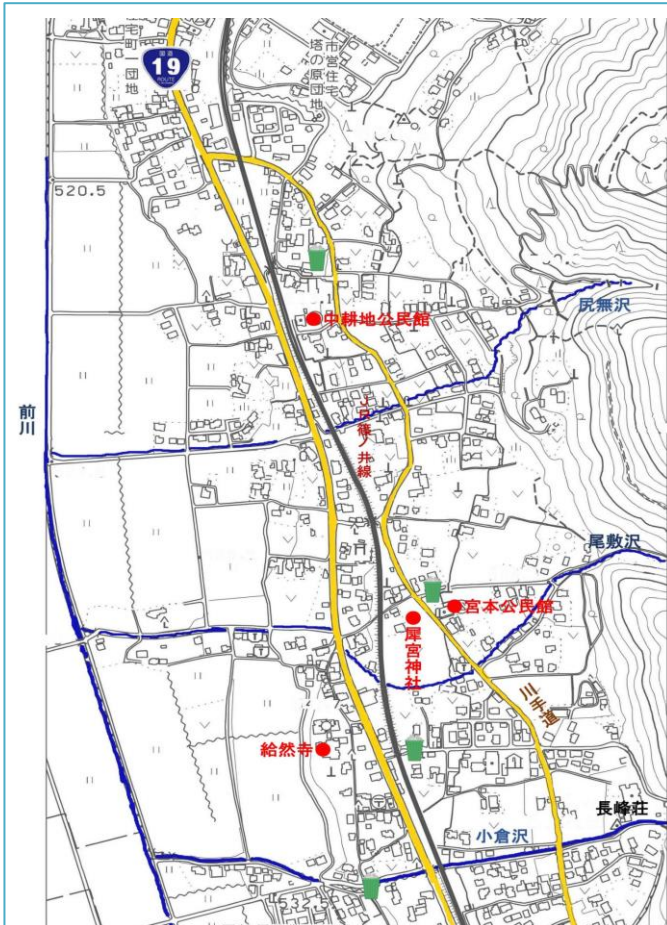 宅町一団地
国道
19
ROUTE
市営住宅
塔の原団地
520.5
尻無沢
中耕地公民館
JR篠ノ井線
前川
尾敷沢
宮本公民館
犀宮神社
川手道
給然寺
長峰荘
小倉沢